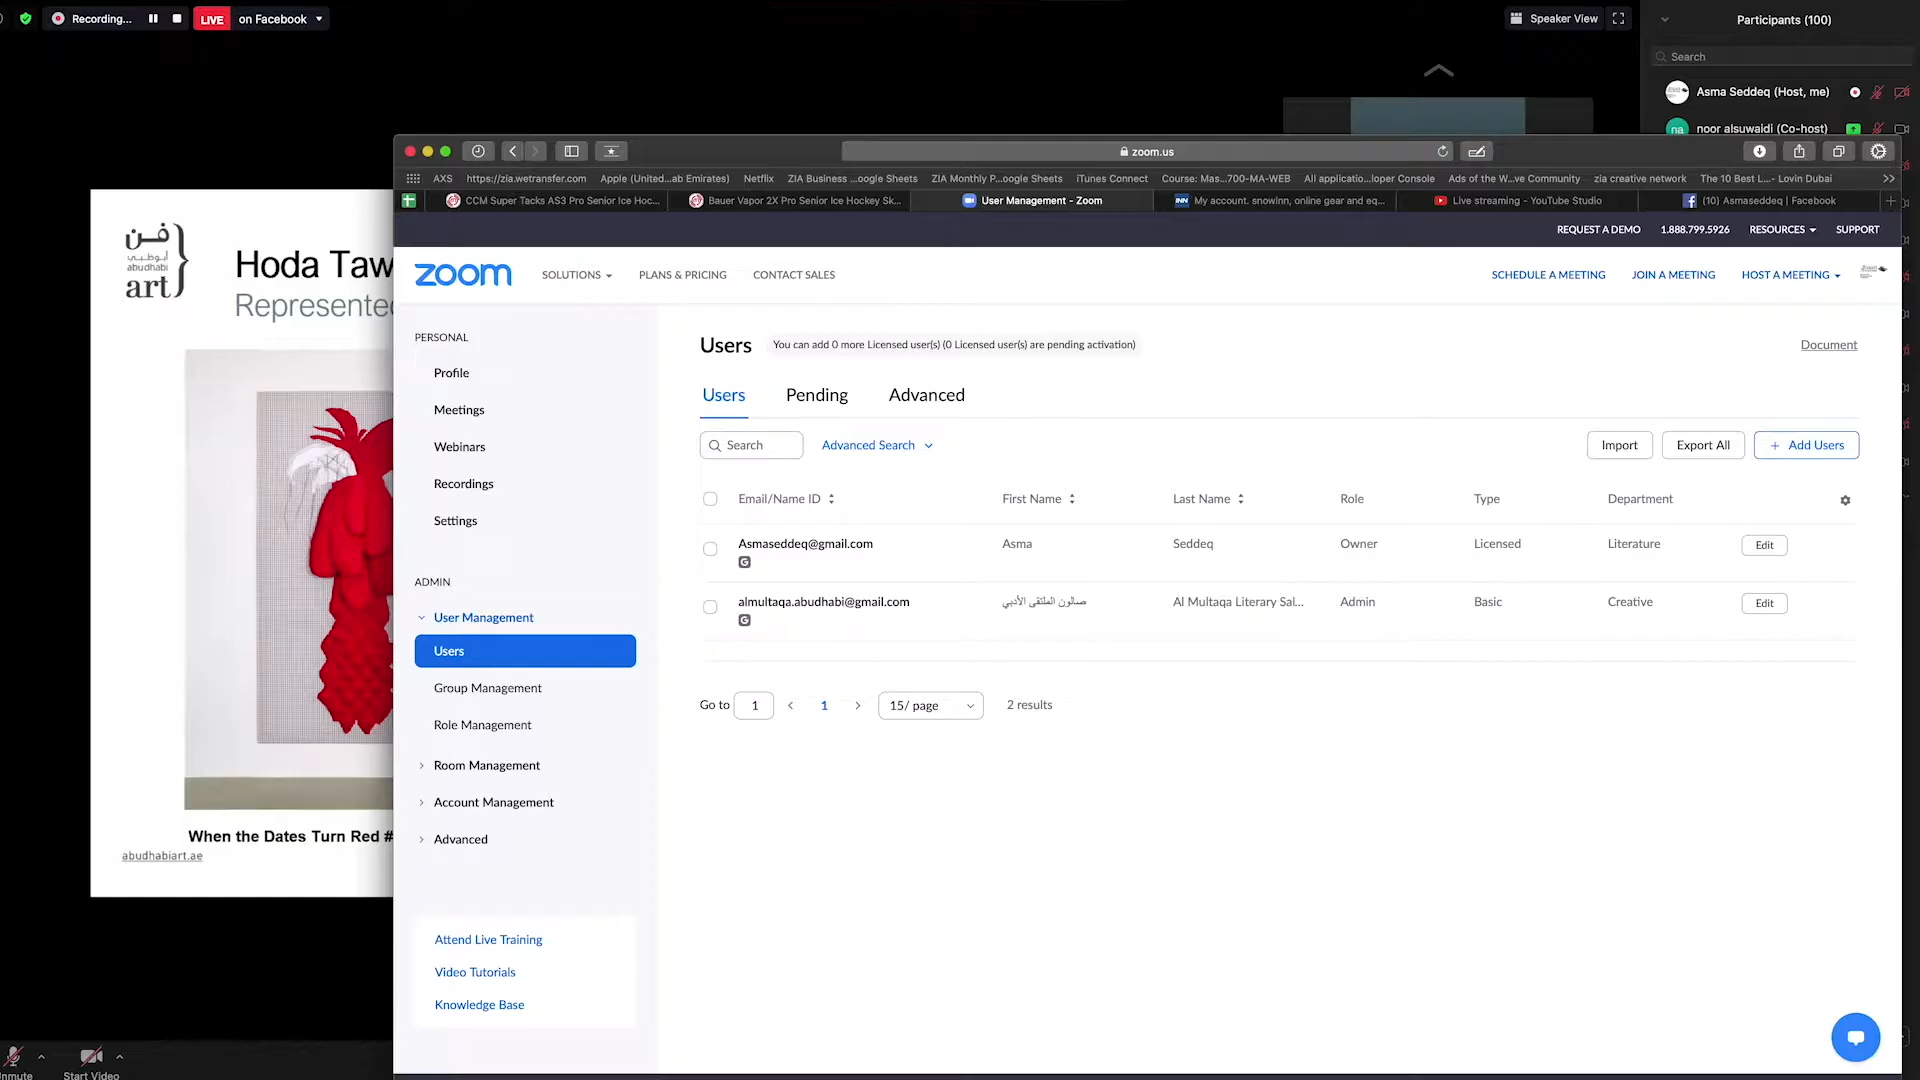 Recording...
LIVE on Facebook
Speaker View
Participants (100)
Search
Asma Seddeq (Host, me)
na noor alsuwaidi (Co-host)
zoom.us
AXS https://zia.wetransfer.com Apple (United...ab Emirates) Netflix ZIA Business ...oogle Sheets ZIA Monthly P...oogle Sheets iTunes Connect Course: Mas...700-MA-WEB All applicatio...loper Console Ads of the W...ve Community zia creative network The 10 Best L...- Lovin Dubai
CCM Super Tacks AS3 Pro Senior Ice Hoc... Bauer Vapor 2X Pro Senior Ice Hockey Sk... User Management - Zoom INN My account. snowinn, online gear and eq... Live streaming - YouTube Studio (10) Asmaseddeq | Facebook
REQUEST A DEMO 1.888.799.5926 RESOURCES SUPPORT
zoom SOLUTIONS PLANS & PRICING CONTACT SALES SCHEDULE A MEETING JOIN A MEETING HOST A MEETING
فن
أبوظبي
abudhabi
art
Hoda Taw
Represented
When the Dates Turn Red #
abudhabiart.ae
PERSONAL
Profile
Meetings
Webinars
Recordings
Settings
ADMIN
User Management
Users
Group Management
Role Management
Room Management
Account Management
Advanced
Attend Live Training
Video Tutorials
Knowledge Base
Users You can add 0 more Licensed user(s) (0 Licensed user(s) are pending activation) Document
Users Pending Advanced
Search Advanced Search Import Export All + Add Users
Email/Name ID First Name Last Name Role Type Department
Asmaseddeq@gmail.com Asma Seddeq Owner Licensed Literature Edit
G
almultaqa.abudhabi@gmail.com صالون الملتقى الأدبي Al Multaqa Literary Sal... Admin Basic Creative Edit
G
Go to 1 < 1 > 15/ page 2 results
Start Video